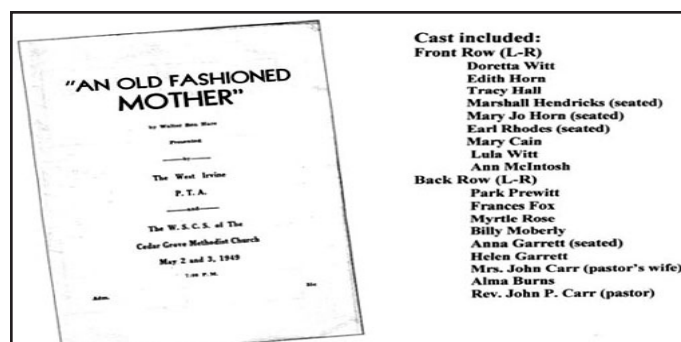 "AN OLD FASHIONED
MOTHER"
by Walter Ben Hare
Presented
by
The West Irvine
P. T. A.
and
The W. S. C. S. of The
Cedar Grove Methodist Church
May 2 and 3, 1949
P. M.
Adm.
Cast included:
Front Row (L-R)
Doretta Witt
Edith Horn
Tracy Hall
Marshall Hendricks (seated)
Mary Jo Horn (seated)
Earl Rhodes (seated)
Mary Cain
Lula Witt
Ann McIntosh
Back Row (L-R)
Park Prewitt
Frances Fox
Myrtle Rose
Billy Moberly
Anna Garrett (seated)
Helen Garrett
Mrs. John Carr (pastor's wife)
Alma Burns
Rev. John P. Carr (pastor)